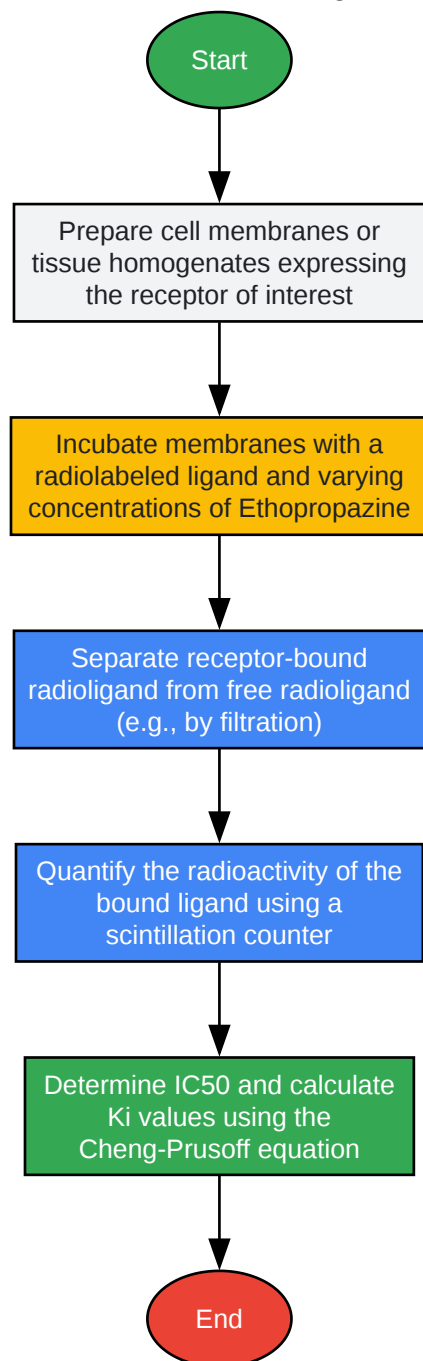 Start
Prepare cell membranes or
tissue homogenates expressing
the receptor of interest
Incubate membranes with a
radiolabeled ligand and varying
concentrations of Ethopropazine
Separate receptor-bound
radioligand from free radioligand
(e.g., by filtration)
Quantify the radioactivity of the
bound ligand using a
scintillation counter
Determine IC50 and calculate
Ki values using the
Cheng-Prusoff equation
End